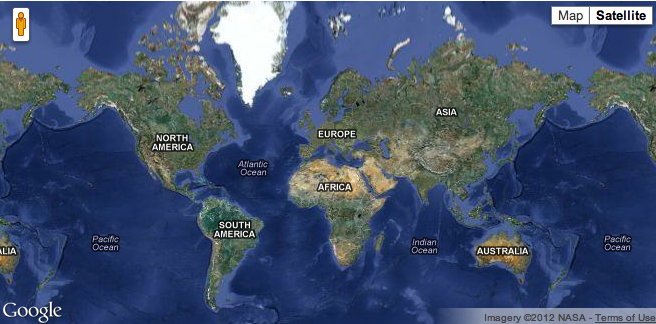 Map
Satellite
ASIA
EUROPE
NORTH
AMERICA
Atlantic
Ocean
AFRICA
SOUTH
AMERICA
Pacific
Ocean
Indian
Ocean
Pacific
Ocean
ALIA
AUSTRALIA
Google
Imagery ©2012 NASA - Terms of Use